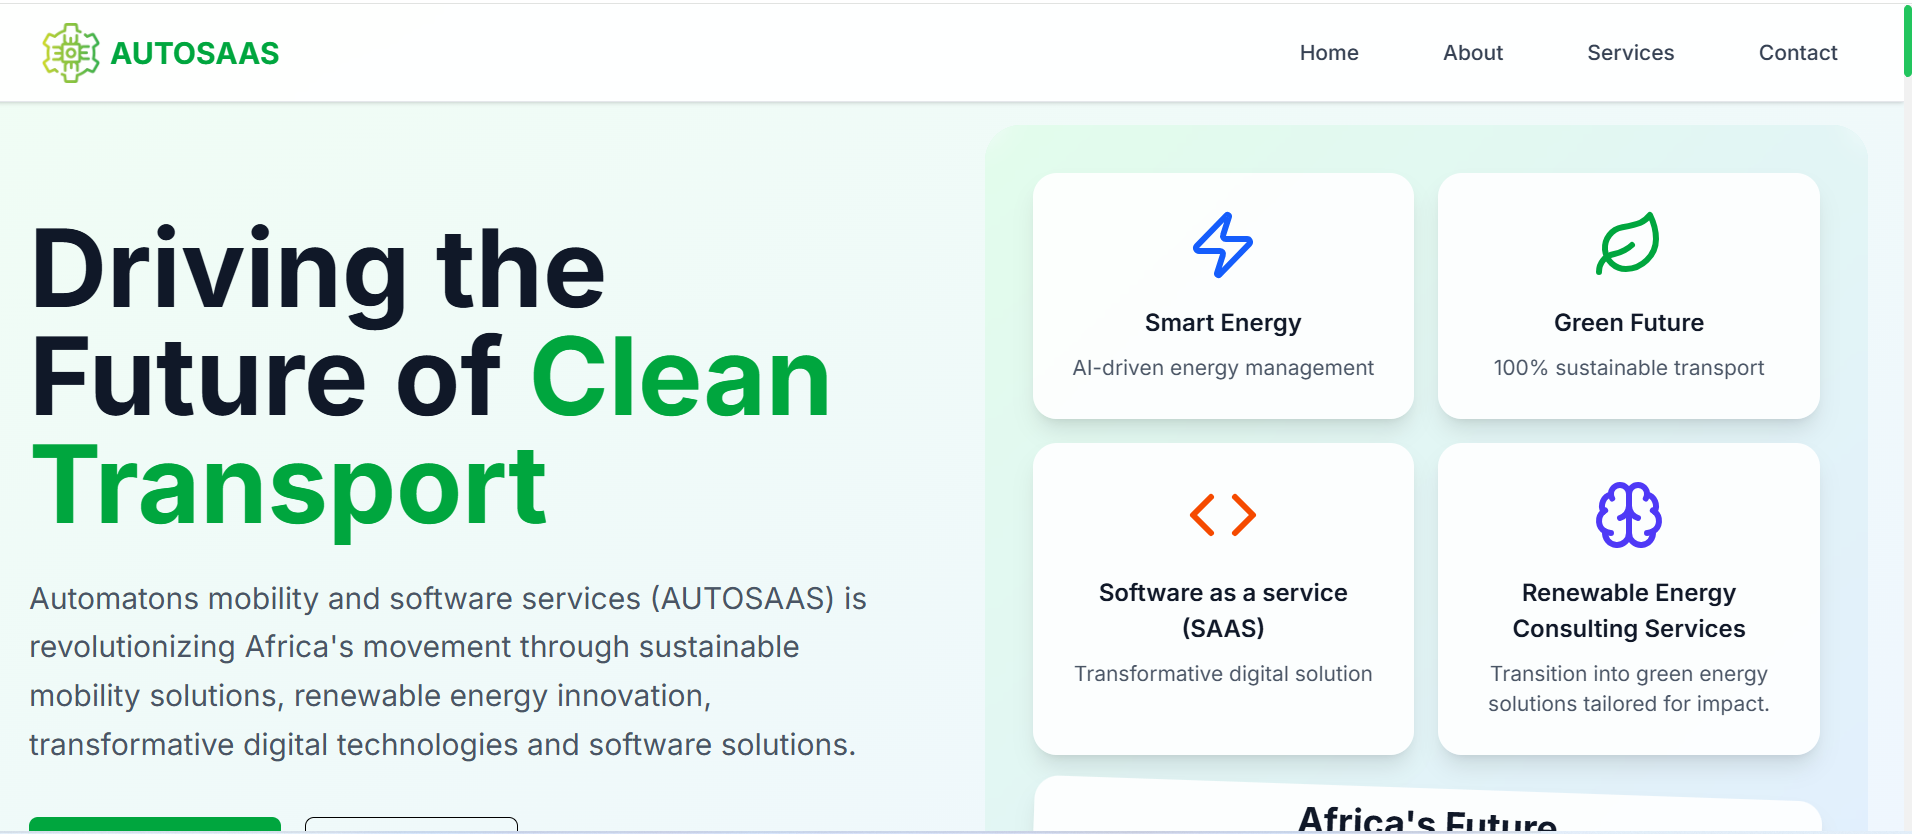 AUTOSAAS
Home
About
Services
Contact
Driving the
Future of Clean
Transport
Automatons mobility and software services (AUTOSAAS) is
revolutionizing Africa's movement through sustainable
mobility solutions, renewable energy innovation,
transformative digital technologies and software solutions.
Smart Energy
AI-driven energy management
Green Future
100% sustainable transport
Software as a service
(SAAS)
Transformative digital solution
Renewable Energy
Consulting Services
Transition into green energy
solutions tailored for impact.
Africa's Future